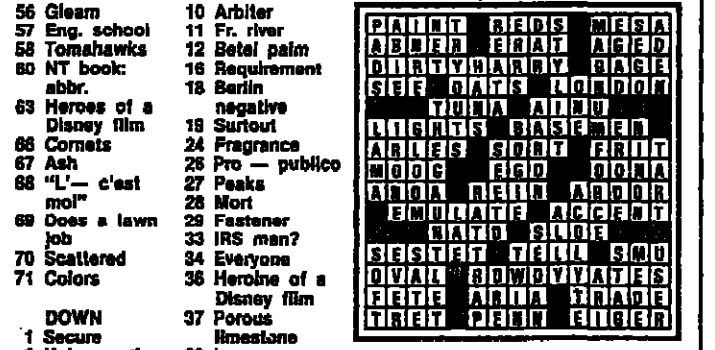 56 Gleam
57 Eng. school
58 Tomahawks
60 NT book:
abbr.
63 Heroes of a
Disney film
66 Comets
67 Ash
68 "L'— c'est
moi"
69 Does a lawn
job
70 Scattered
71 Colors
DOWN
1 Secure
10 Arbiter
11 Fr. river
12 Betel palm
16 Requirement
18 Berlin
negative
19 Surtout
24 Fragrance
26 Pro — publico
27 Peaks
28 Mort
29 Fastener
33 IRS man?
34 Everyone
36 Heroine of a
Disney film
37 Porous
limestone
PAINT REDS MESA
ABNER ERAT AGED
DIRTYHARRY GAGE
SEE OATS LONDON
TUNA AINU
LIGHTS BASEMEN
ARLES SORT FRIT
MOOG EGO DONA
ANOA REIN ARDOR
EMULATE ACCENT
NATO SLOE
SESTET TELL SMU
OVAL ROWDYYATES
FETE ARIA TRADE
TRET PENN EIGER